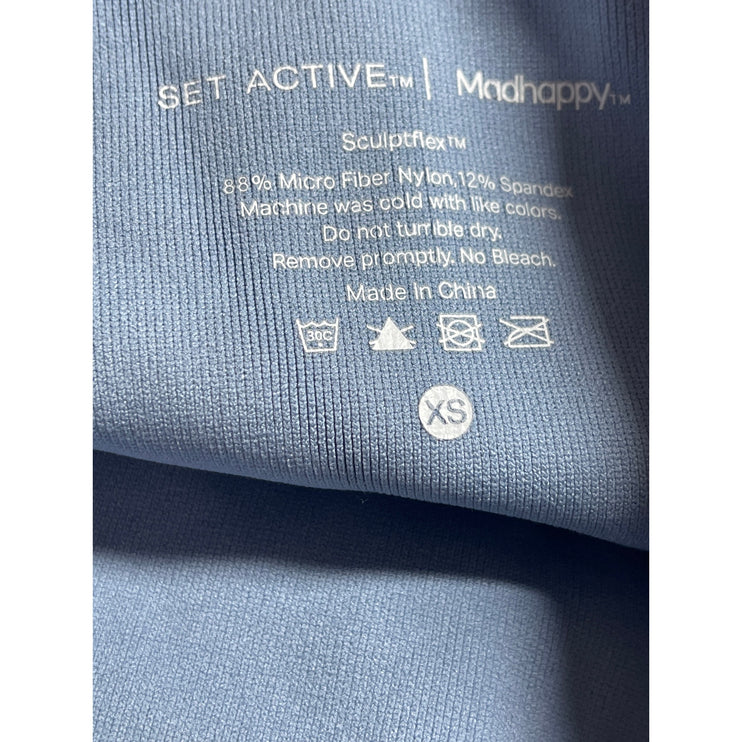 SET ACTIVE™ | Madhappy™
Sculptflex™
88% Micro Fiber Nylon,12% Spandex
Machine was cold with like colors.
Do not tumble dry.
Remove promptly. No Bleach.
Made In China
30C
XS